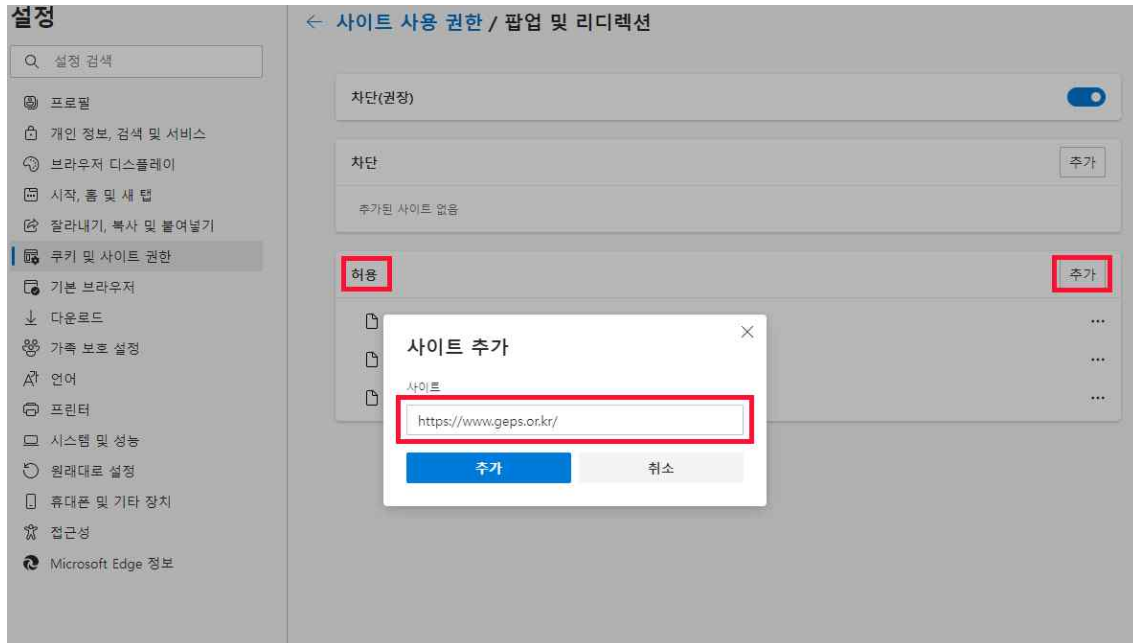 설정
설정 검색
프로필
개인 정보, 검색 및 서비스
브라우저 디스플레이
시작, 홈 및 새 탭
잘라내기, 복사 및 붙여넣기
쿠키 및 사이트 권한
기본 브라우저
다운로드
가족 보호 설정
언어
프린터
시스템 및 성능
원래대로 설정
휴대폰 및 기타 장치
접근성
Microsoft Edge 정보
← 사이트 사용 권한 / 팝업 및 리디렉션
차단(권장)
차단 추가
추가된 사이트 없음
허용 추가
사이트 추가
사이트
https://www.geps.or.kr/
추가 취소